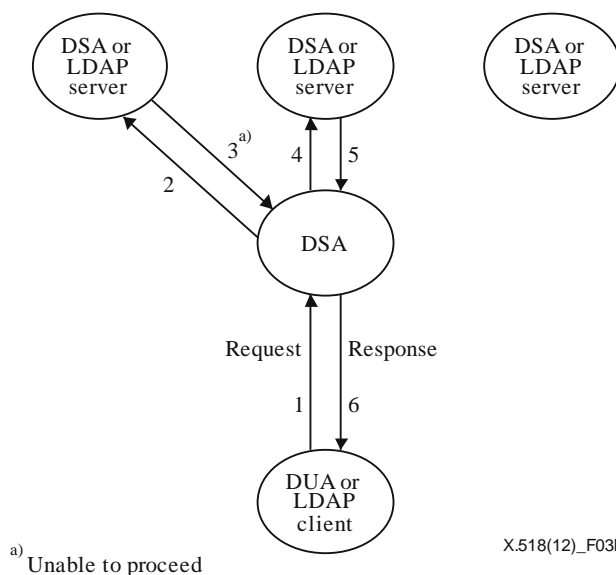 DSA or
LDAP
server
DSA or
LDAP
server
DSA or
LDAP
server
3a)
4
5
2
DSA
Request
Response
1
6
DUA or
LDAP
client
a) Unable to proceed
X.518(12)_F03